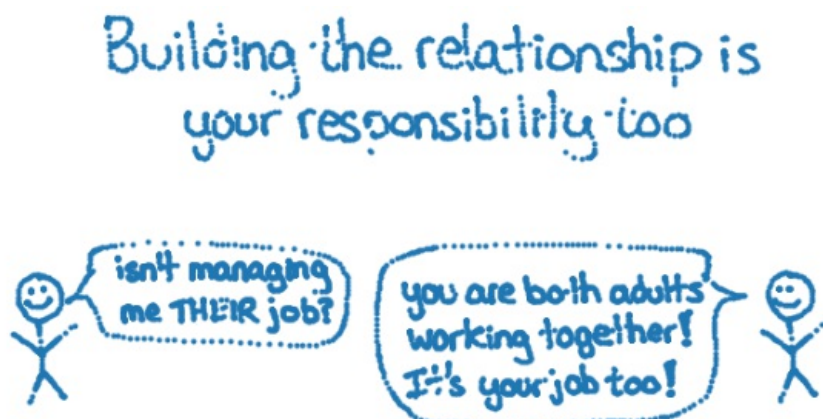 Building the relationship is
your responsibility too
isn't managing
me THEIR job?
you are both adults
working together!
It's your job too!